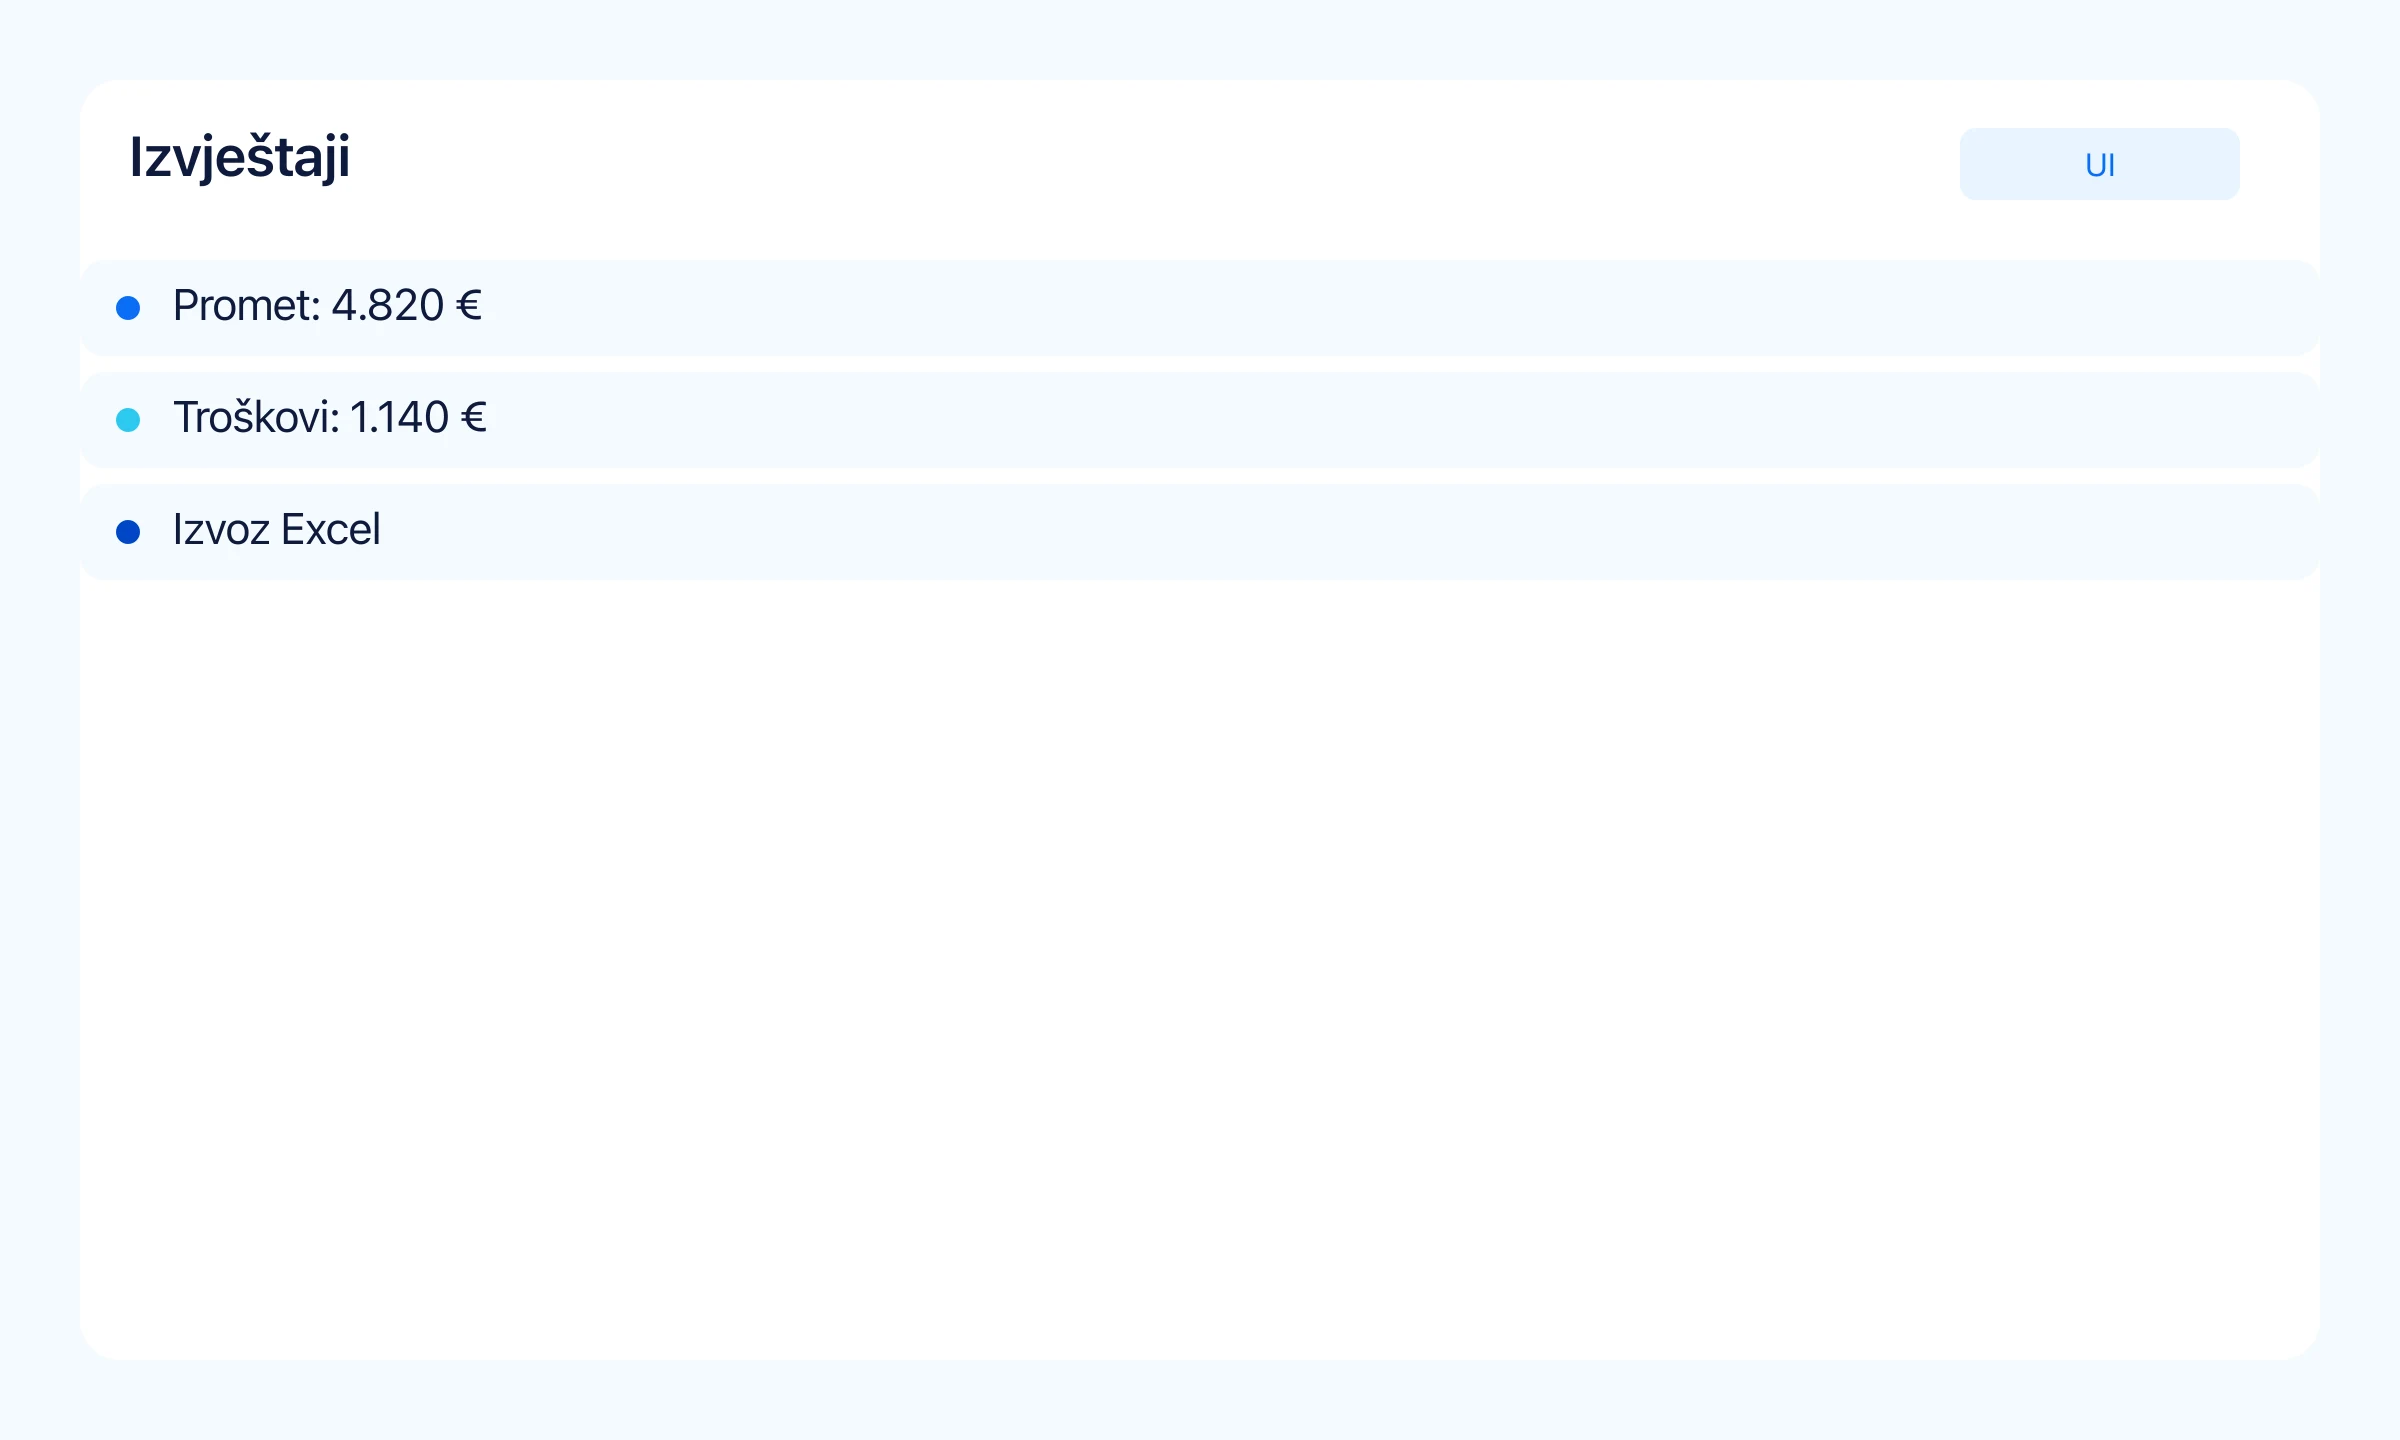 Izvještaji
UI
Promet: 4.820 €
Troškovi: 1.140 €
Izvoz Excel